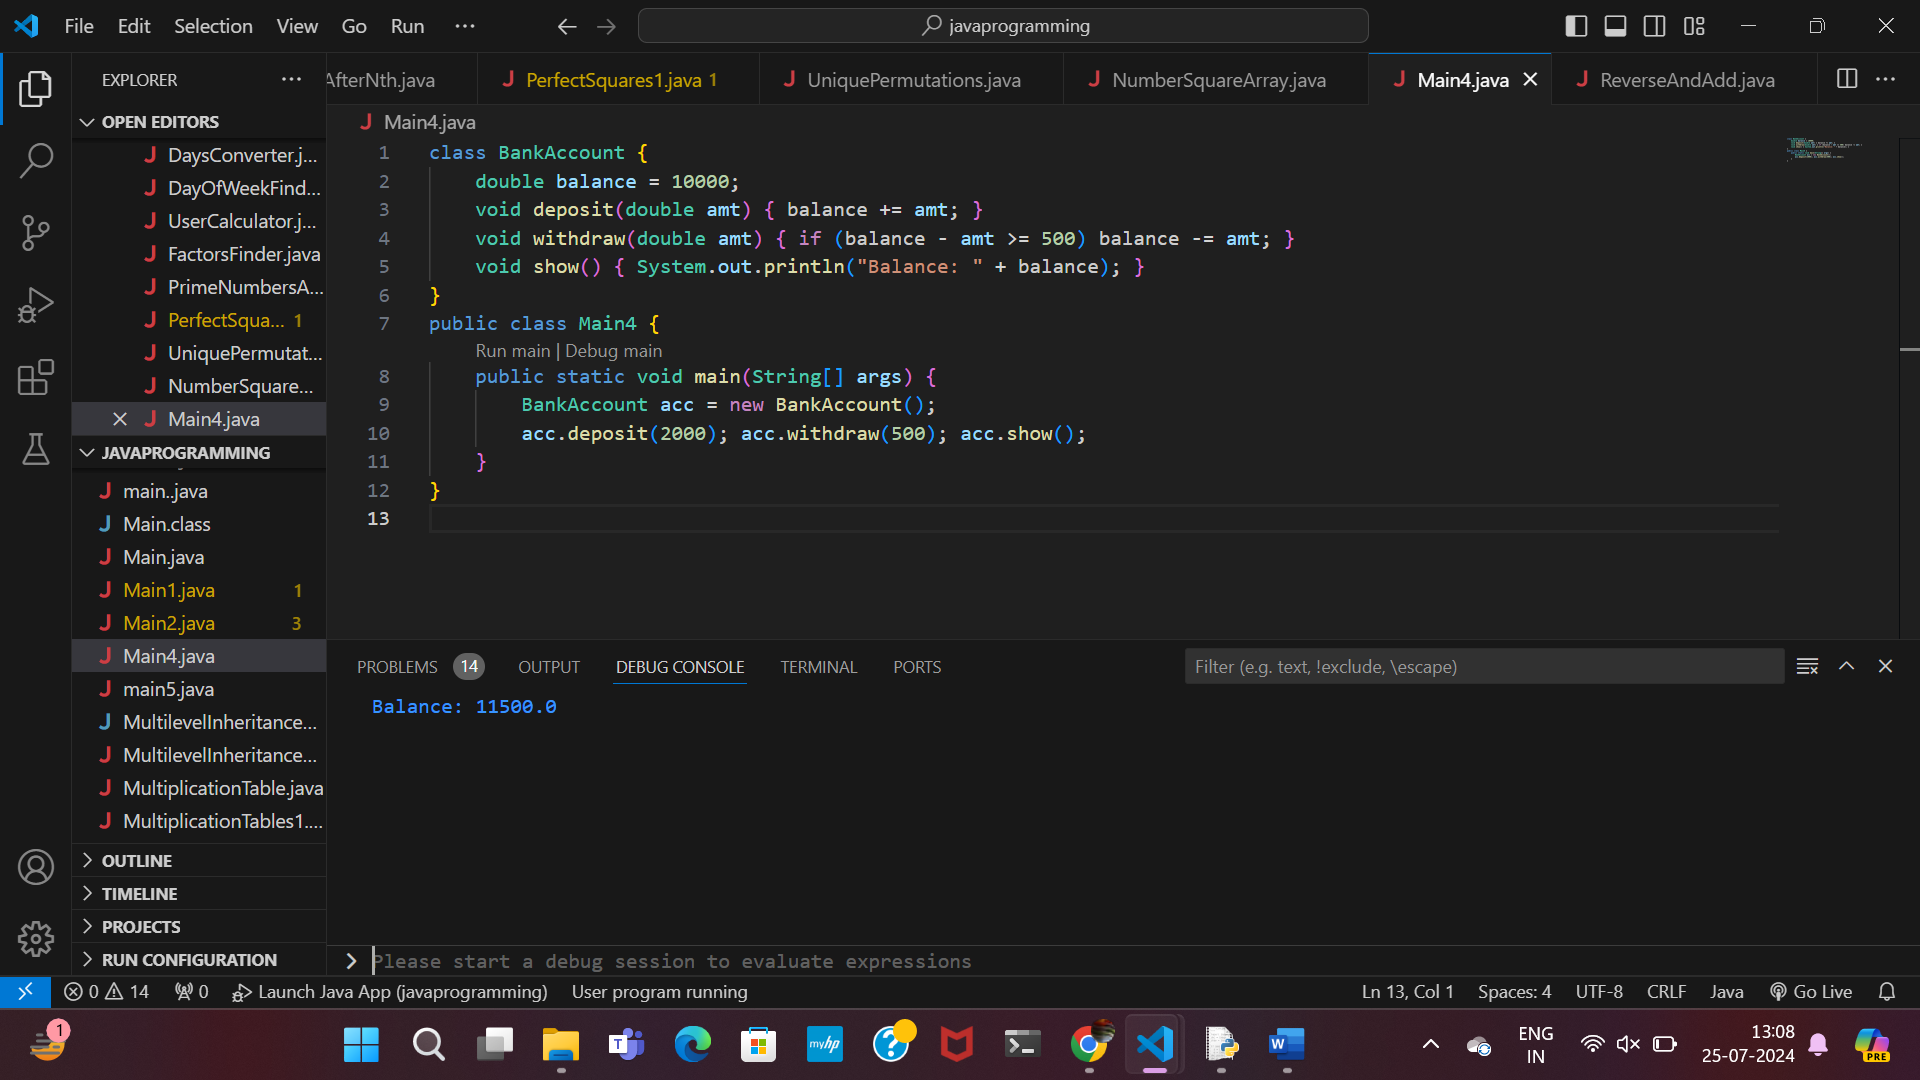 File Edit Selection View Go Run ...
javaprogramming
EXPLORER ...
AfterNth.java PerfectSquares1.java 1 UniquePermutations.java NumberSquareArray.java Main4.java ReverseAndAdd.java ...
OPEN EDITORS
DaysConverter.j...
DayOfWeekFind...
UserCalculator.j...
FactorsFinder.java
PrimeNumbersA...
PerfectSqua... 1
UniquePermutat...
NumberSquare...
Main4.java
JAVAPROGRAMMING
main..java
Main.class
Main.java
Main1.java 1
Main2.java 3
Main4.java
main5.java
MultilevelInheritance...
MultilevelInheritance...
MultiplicationTable.java
MultiplicationTables1....
OUTLINE
TIMELINE
PROJECTS
RUN CONFIGURATION
Main4.java
1 class BankAccount {
2 double balance = 10000;
3 void deposit(double amt) { balance += amt; }
4 void withdraw(double amt) { if (balance - amt >= 500) balance -= amt; }
5 void show() { System.out.println("Balance: " + balance); }
6 }
7 public class Main4 {
Run main | Debug main
8 public static void main(String[] args) {
9 BankAccount acc = new BankAccount();
10 acc.deposit(2000); acc.withdraw(500); acc.show();
11 }
12 }
13
PROBLEMS 14 OUTPUT DEBUG CONSOLE TERMINAL PORTS Filter (e.g. text, !exclude, \escape)
Balance: 11500.0
Please start a debug session to evaluate expressions
0 14 0 Launch Java App (javaprogramming) User program running Ln 13, Col 1 Spaces: 4 UTF-8 CRLF Java Go Live
1 myhp ENG 13:08
IN 25-07-2024 PRE